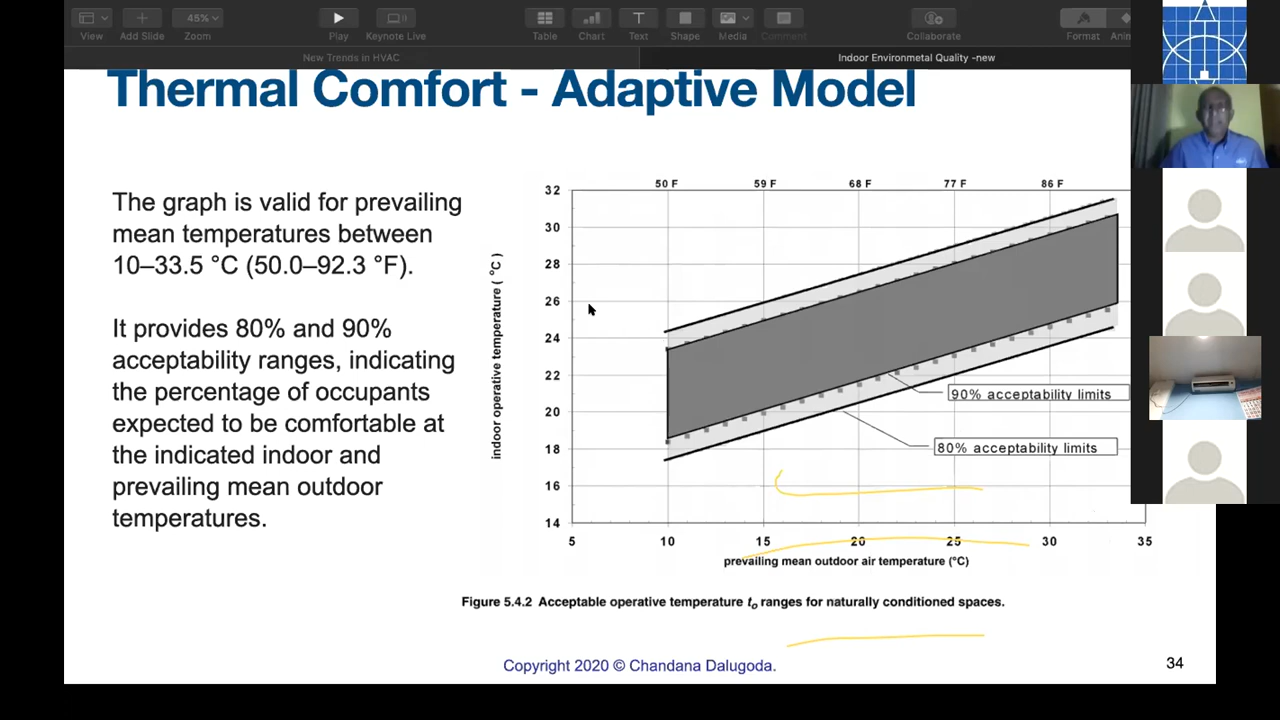 View
Add Slide
45%
Zoom
Play
Keynote Live
Table
Chart
Text
Shape
Media
Comment
Collaborate
Format
New Trends in HVAC
Indoor Environmetal Quality -new
Thermal Comfort - Adaptive Model
The graph is valid for prevailing
mean temperatures between
10–33.5 °C (50.0–92.3 °F).
It provides 80% and 90%
acceptability ranges, indicating
the percentage of occupants
expected to be comfortable at
the indicated indoor and
prevailing mean outdoor
temperatures.
50 F 59 F 68 F 77 F 86 F
32
30
28
26
24
22
20
18
16
14
indoor operative temperature ( °C )
90% acceptability limits
80% acceptability limits
5 10 15 20 25 30 35
prevailing mean outdoor air temperature (°C)
Figure 5.4.2 Acceptable operative temperature to ranges for naturally conditioned spaces.
Copyright 2020 © Chandana Dalugoda.
34